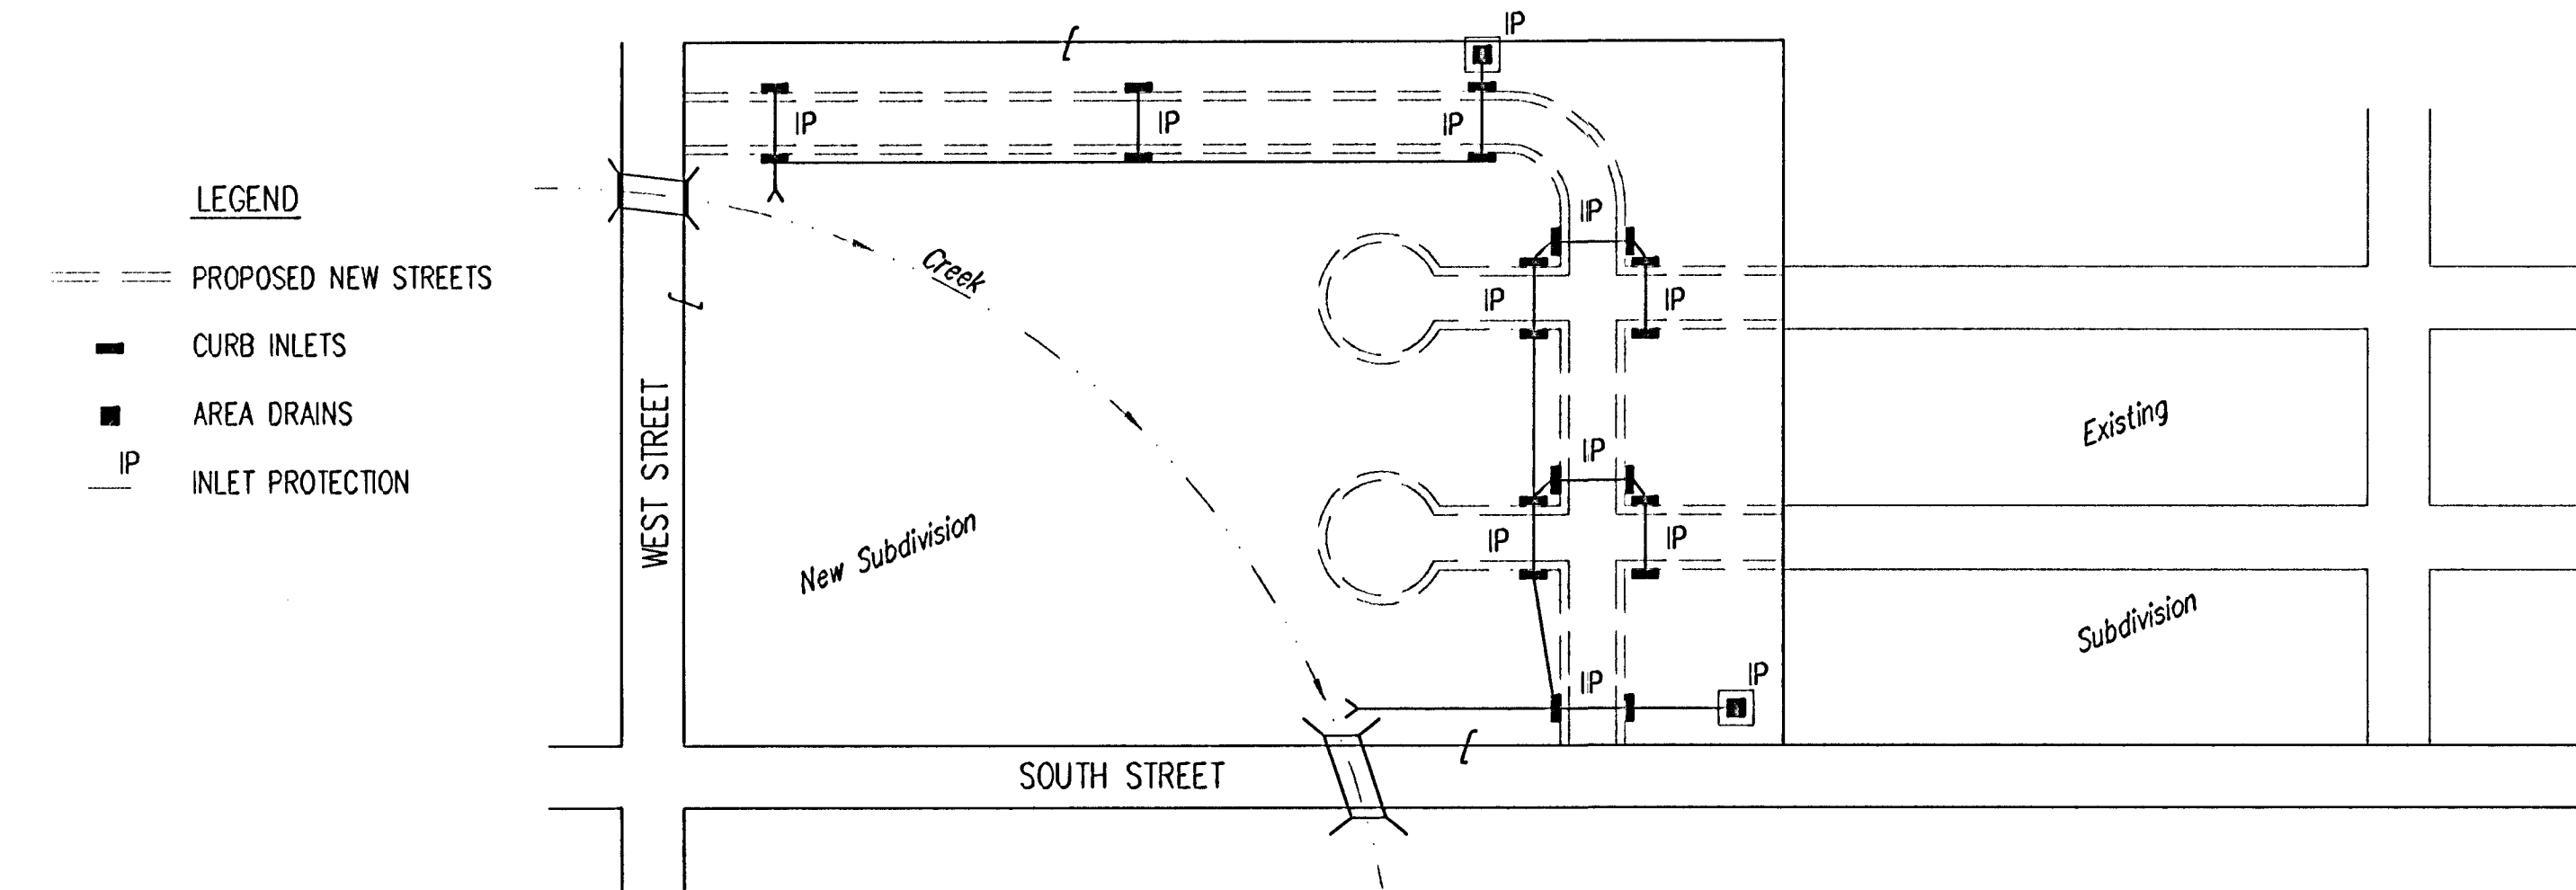 IP
IP
IP
IP
LEGEND
IP
Creek
PROPOSED NEW STREETS
IP
IP
CURB INLETS
WEST STREET
AREA DRAINS
Existing
IP
IP
INLET PROTECTION
New Subdivision
IP
IP
Subdivision
IP
IP
SOUTH STREET